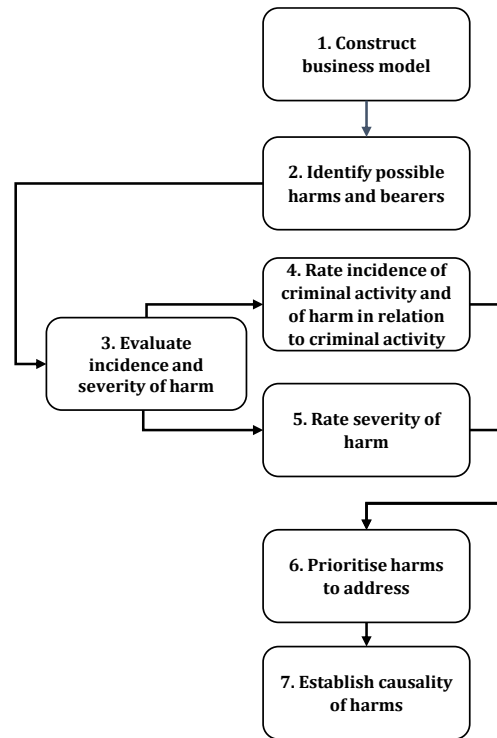 1. Construct
business model
2. Identify possible
harms and bearers
3. Evaluate
incidence and
severity of harm
4. Rate incidence of
criminal activity and
of harm in relation
to criminal activity
5. Rate severity of
harm
6. Prioritise harms
to address
7. Establish causality
of harms